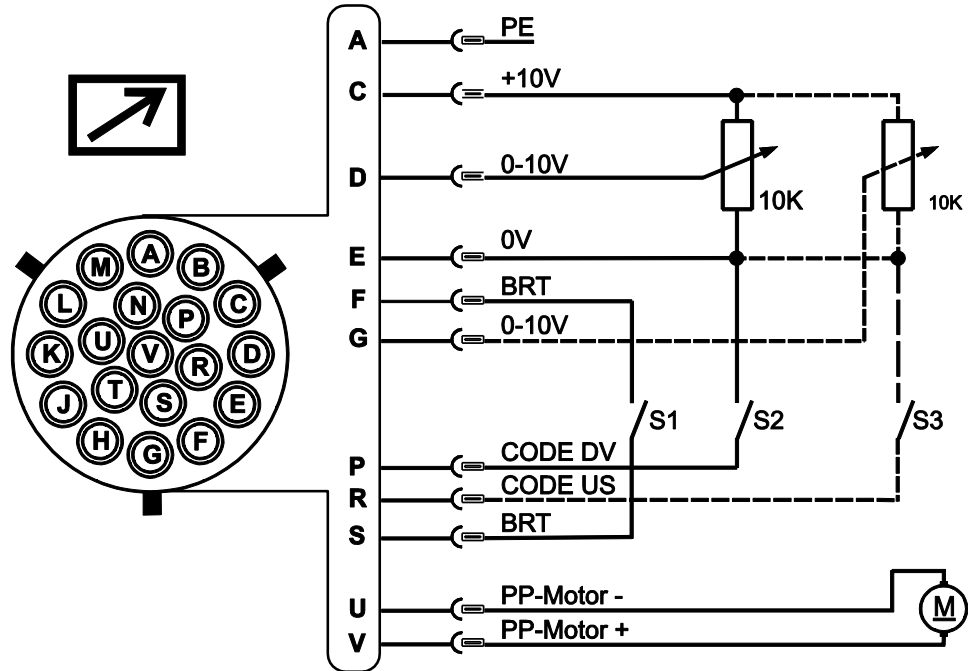 A PE
C +10V
D 0-10V
10K
10K
E 0V
F BRT
G 0-10V
S1
S2
S3
P CODE DV
R CODE US
S BRT
U PP-Motor -
V PP-Motor +
M
A
M B
L N P C
K U V R D
J T S E
H G F